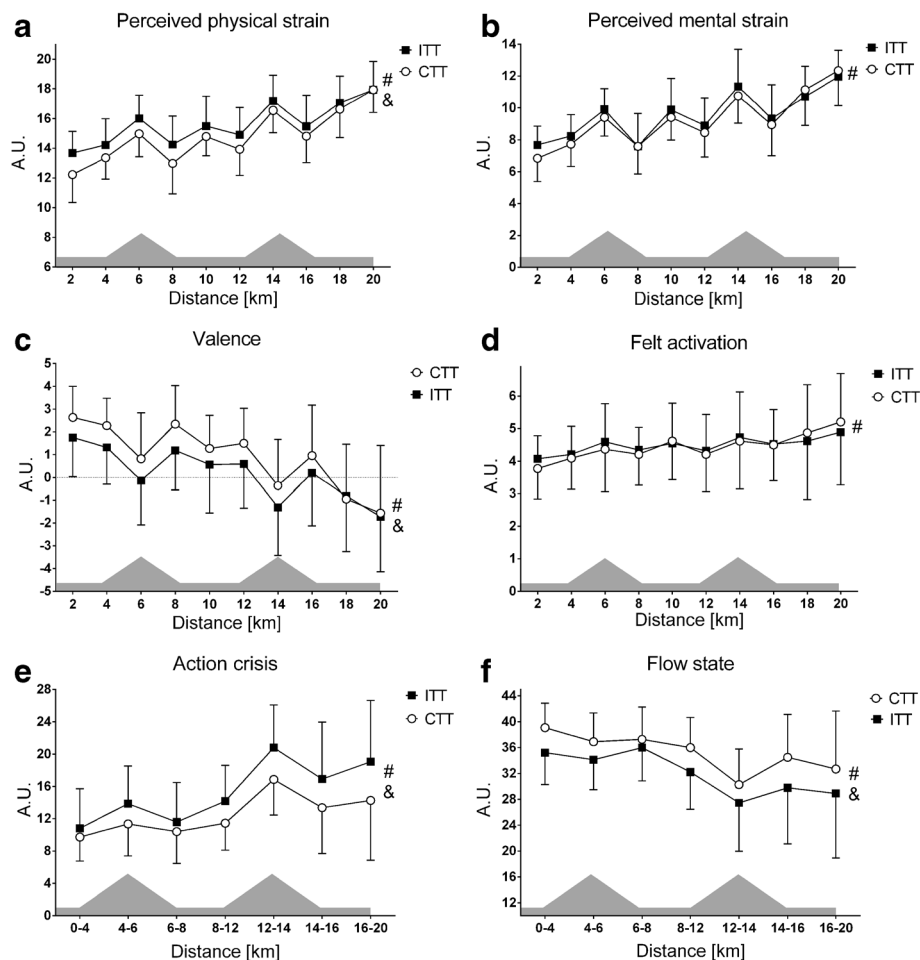 a Perceived physical strain
ITT
CTT
A.U.
20
18
16
14
12
10
8
6
#
&
2 4 6 8 10 12 14 16 18 20
Distance [km]
b Perceived mental strain
ITT
CTT
A.U.
14
12
10
8
6
4
2
0
#
2 4 6 8 10 12 14 16 18 20
Distance [km]
c Valence
CTT
ITT
A.U.
5
4
3
2
1
0
-1
-2
-3
-4
-5
#
&
2 4 6 8 10 12 14 16 18 20
Distance [km]
d Felt activation
ITT
CTT
A.U.
6
5
4
3
2
1
0
#
2 4 6 8 10 12 14 16 18 20
Distance [km]
e Action crisis
ITT
CTT
A.U.
28
24
20
16
12
8
4
0
#
&
0-4 4-6 6-8 8-12 12-14 14-16 16-20
Distance [km]
f Flow state
CTT
ITT
A.U.
44
40
36
32
28
24
20
16
12
#
&
0-4 4-6 6-8 8-12 12-14 14-16 16-20
Distance [km]